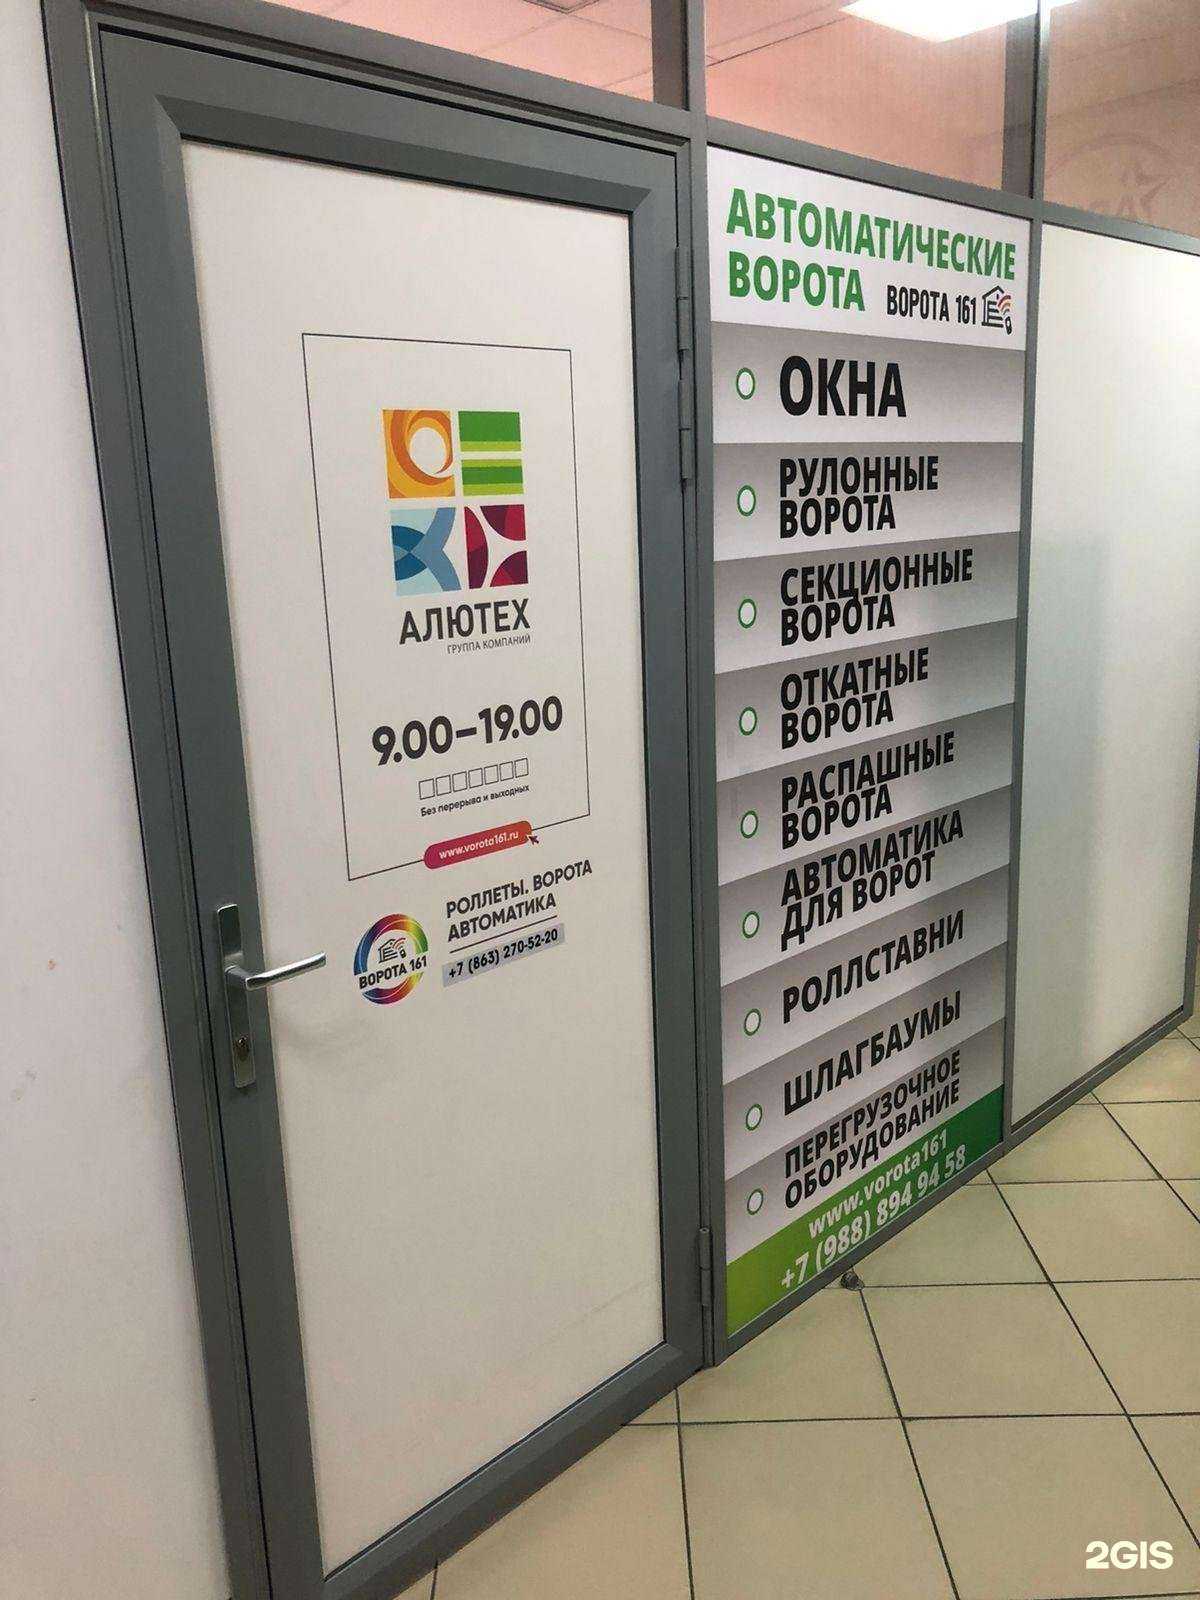 АЛЮТЕХ
ГРУППА КОМПАНИЙ
9.00–19.00
Без перерыва и выходных
www.vorota161.ru
ВОРОТА 161
РОЛЛЕТЫ. ВОРОТА
АВТОМАТИКА
+7 (863) 270-52-20
АВТОМАТИЧЕСКИЕ
ВОРОТА
ВОРОТА 161
ОКНА
РУЛОННЫЕ
ВОРОТА
СЕКЦИОННЫЕ
ВОРОТА
ОТКАТНЫЕ
ВОРОТА
РАСПАШНЫЕ
ВОРОТА
АВТОМАТИКА
ДЛЯ ВОРОТ
РОЛЛСТАВНИ
ШЛАГБАУМЫ
ПЕРЕГРУЗОЧНОЕ
ОБОРУДОВАНИЕ
www.vorota161
+7 (988) 894 94 58
2GIS